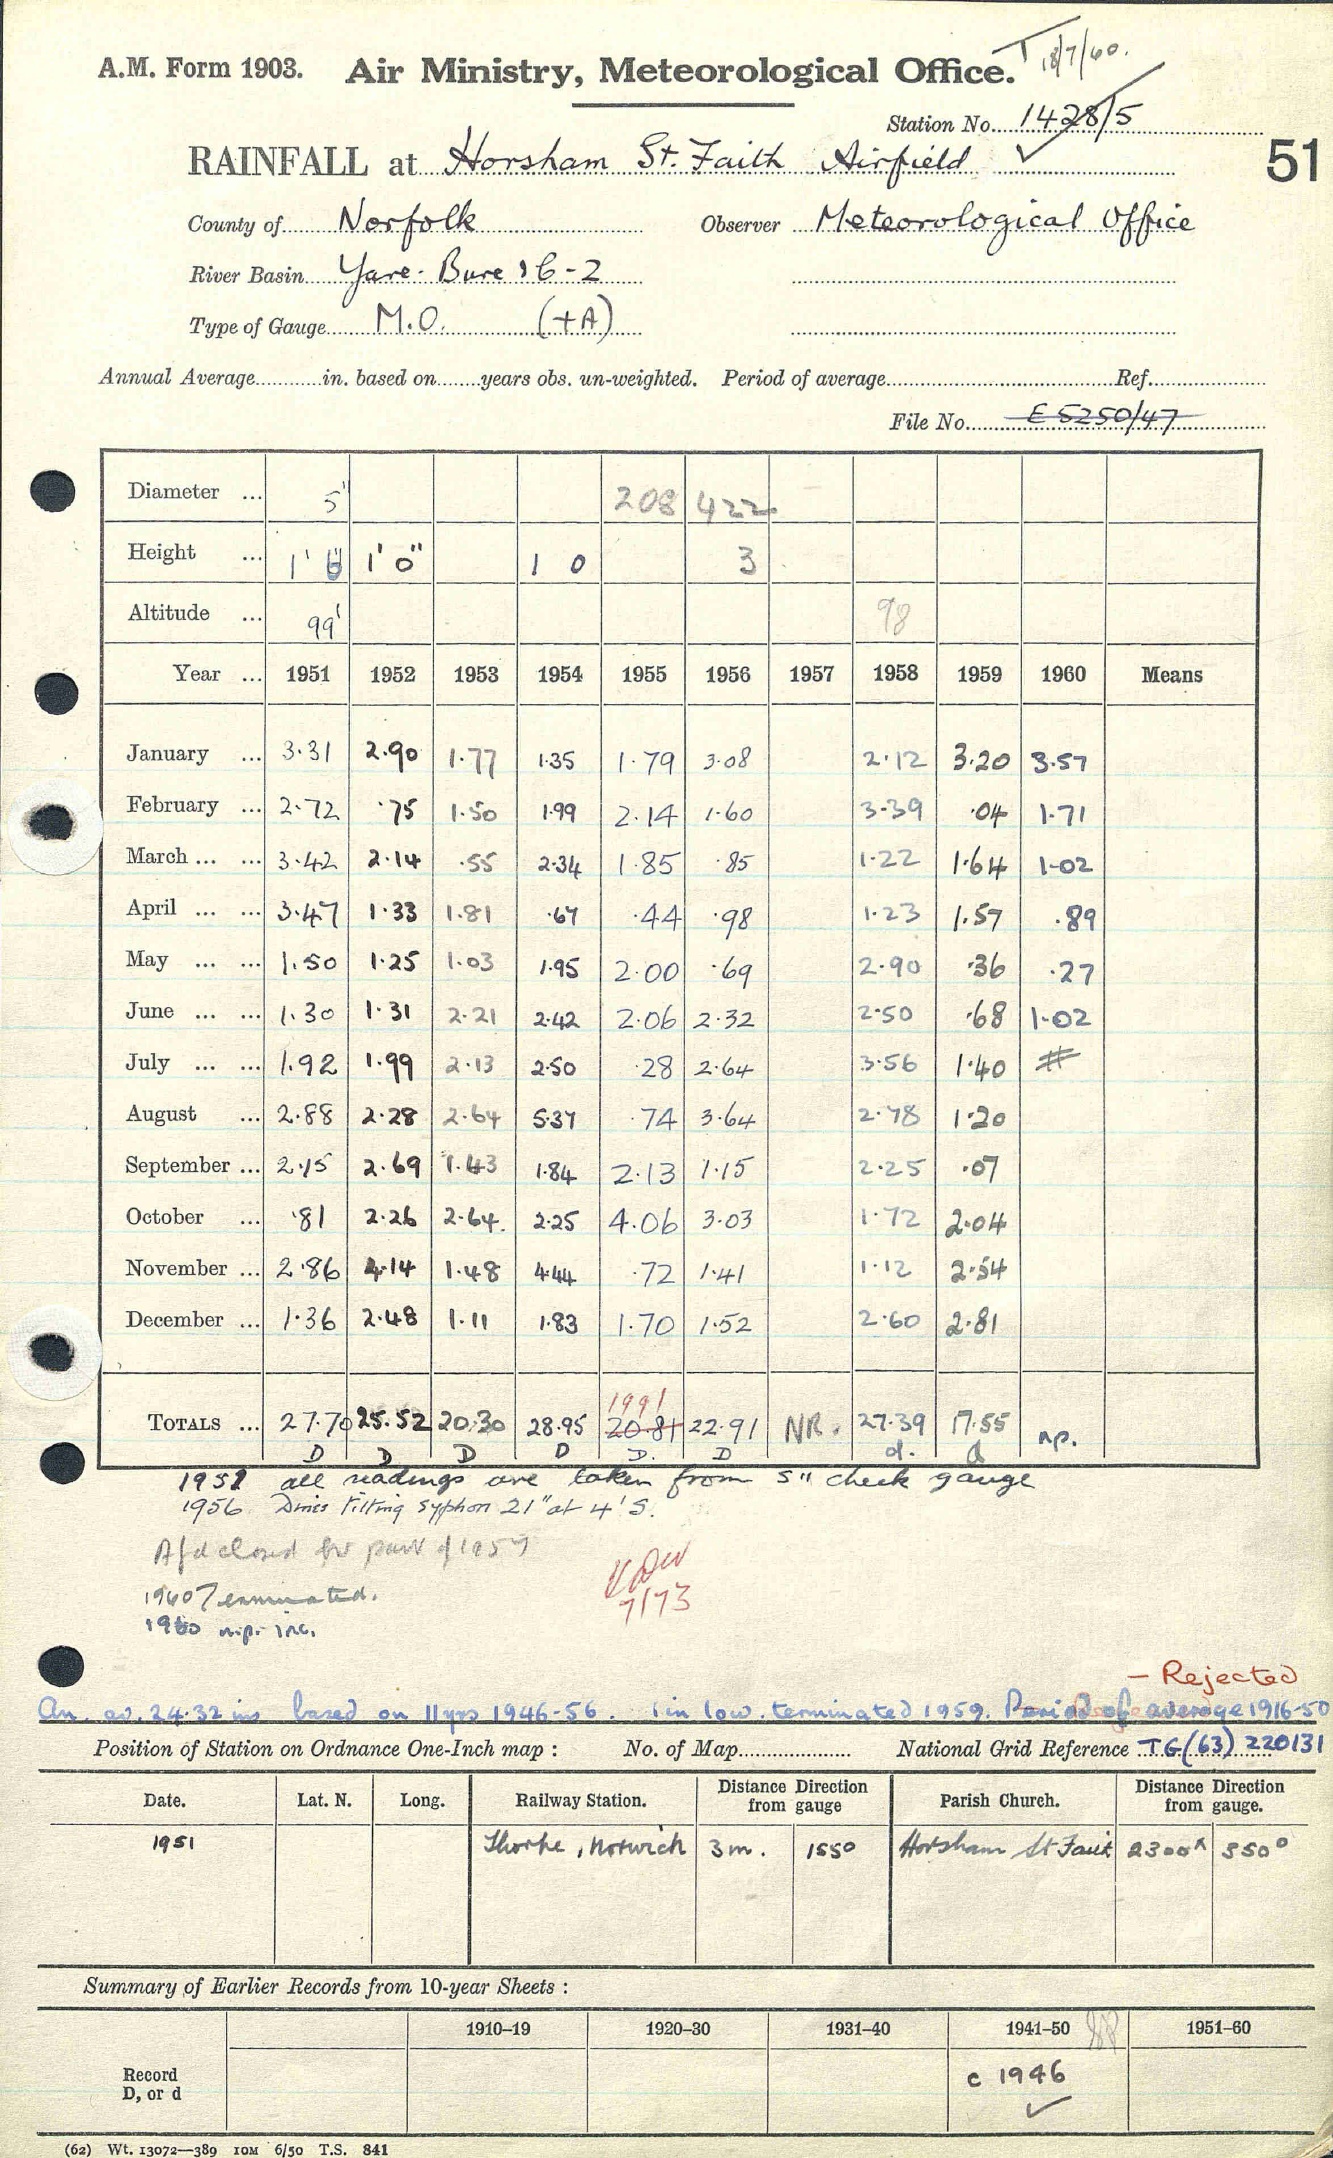 T 18/7/60.
A.M. Form 1903. Air Ministry, Meteorological Office.
Station No. 1428/5
RAINFALL at Horsham St. Faith Airfield
51
County of Norfolk Observer Meteorological Office
River Basin Yare - Bure 16-2
Type of Gauge M.O. (+A)
Annual Average in. based on years obs. un-weighted. Period of average Ref.
File No. E 5250/47
Diameter ... 5" 208 422
Height ... 1' 1' 0" 1 0 3
Altitude ... 99' 98
Year ... 1951 1952 1953 1954 1955 1956 1957 1958 1959 1960 Means
January ... 3.31 2.90 1.77 1.35 1.79 3.08 2.12 3.20 3.57
February ... 2.72 .75 1.50 1.99 2.14 1.60 3.39 .04 1.71
March ... ... 3.42 2.14 .55 2.34 1.85 .85 1.22 1.64 1.02
April ... ... 3.47 1.33 1.81 .67 .44 .98 1.23 1.57 .89
May ... ... 1.50 1.25 1.03 1.95 2.00 .69 2.90 .36 .27
June ... ... 1.30 1.31 2.21 2.42 2.06 2.32 2.50 .68 1.02
July ... ... 1.92 1.99 2.13 2.50 .28 2.64 3.56 1.40 #
August ... 2.88 2.28 2.64 5.37 .74 3.64 2.78 1.20
September ... 2.15 2.69 1.43 1.84 2.13 1.15 2.25 .07
October ... .81 2.26 2.64 2.25 4.06 3.03 1.72 2.04
November ... 2.86 4.14 1.48 4.44 .72 1.41 1.12 2.54
December ... 1.36 2.48 1.11 1.83 1.70 1.52 2.60 2.81
1991
TOTALS ... 27.70 25.52 20.30 28.95 20.81 22.91 NR. 27.39 17.55 np.
D D D D D. D d. d
1951 all readings are taken from 5" check gauge
1956 Dines Tilting Syphon 21" at 4' S.
Afd closed for part of 1957
1960 Terminated.
1960 n.p. inc.
7/73
- Rejected
An. av. 24.32 ins based on 11 yrs 1946-56. 1 in low. terminated 1959. Period of average 1916-50
Position of Station on Ordnance One-Inch map : No. of Map National Grid Reference TG(63) 220131
Date. Lat. N. Long. Railway Station. Distance Direction from gauge Parish Church. Distance Direction from gauge.
1951 Thorpe, Norwich 3m. 155° Horsham St Faith 2300x 350°
Summary of Earlier Records from 10-year Sheets :
1910–19 1920–30 1931–40 1941–50 1951–60
Record
D, or d
c 1946
(62) Wt. 13072—389 10M 6/50 T.S. 841